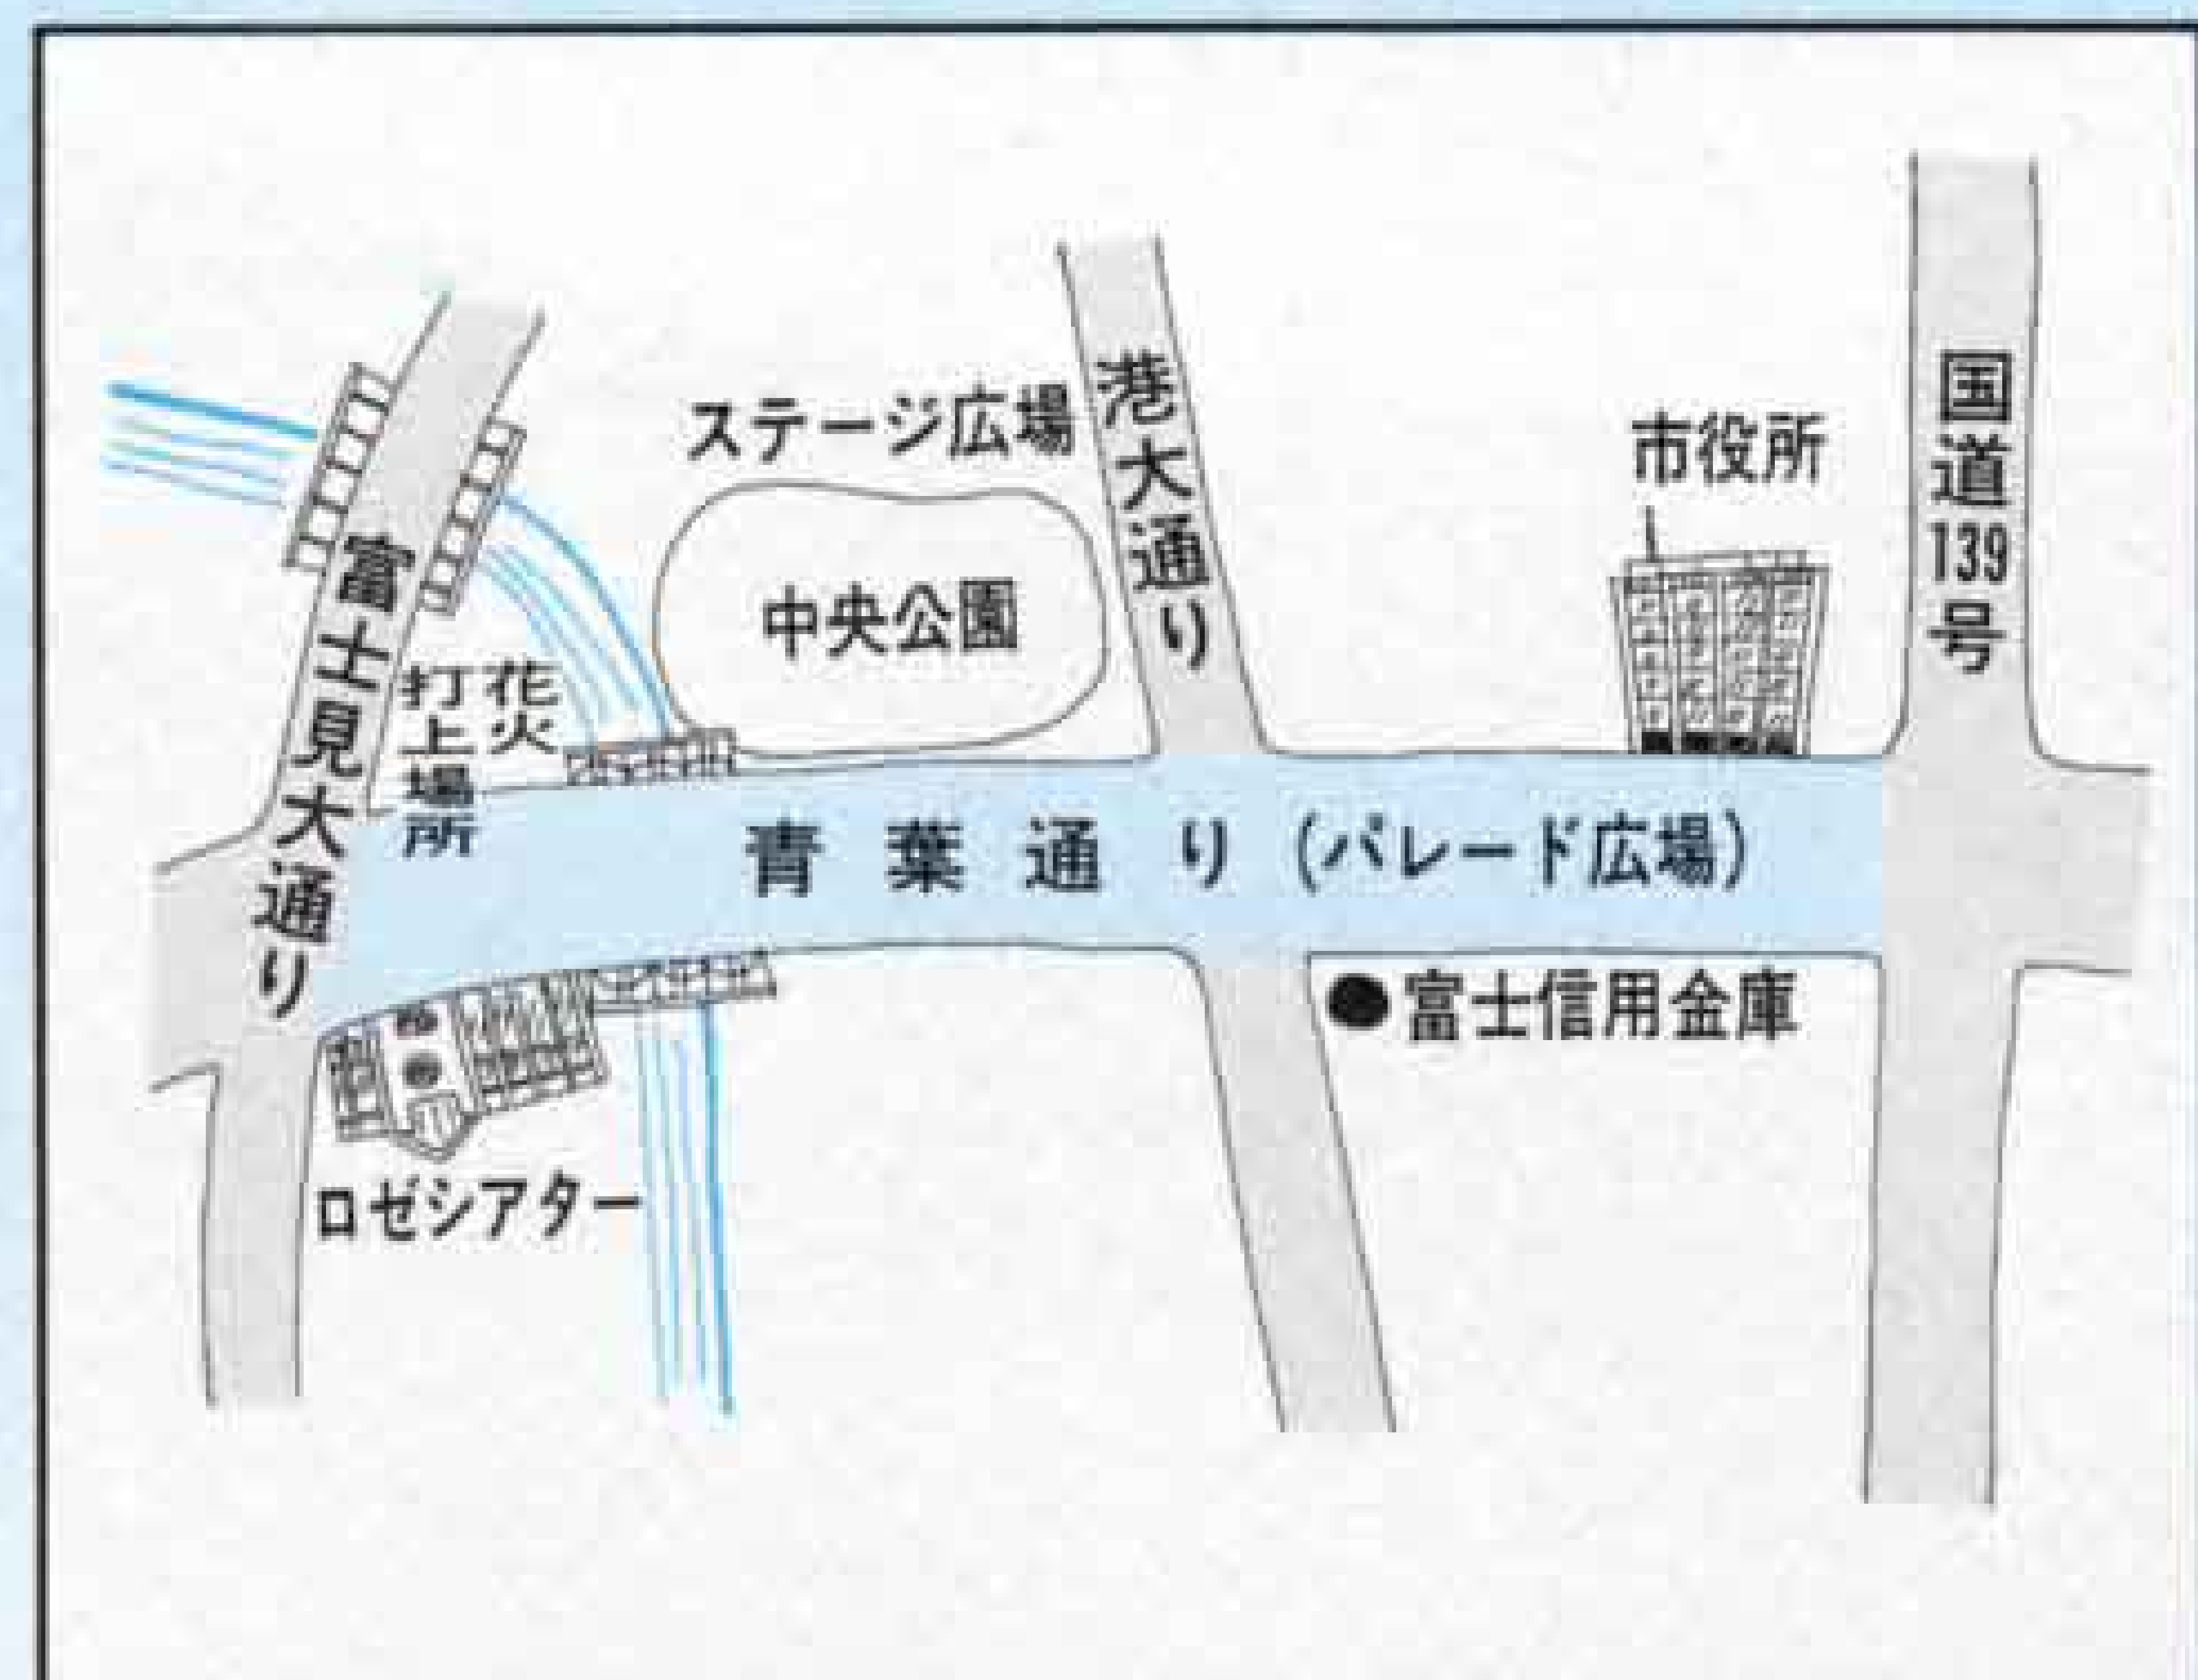 ステージ広場
中央公園
港大通り
市役所
国道139号
富士見大通り
花火
打上場所
青葉通り(パレード広場)
●富士信用金庫
ロゼシアター